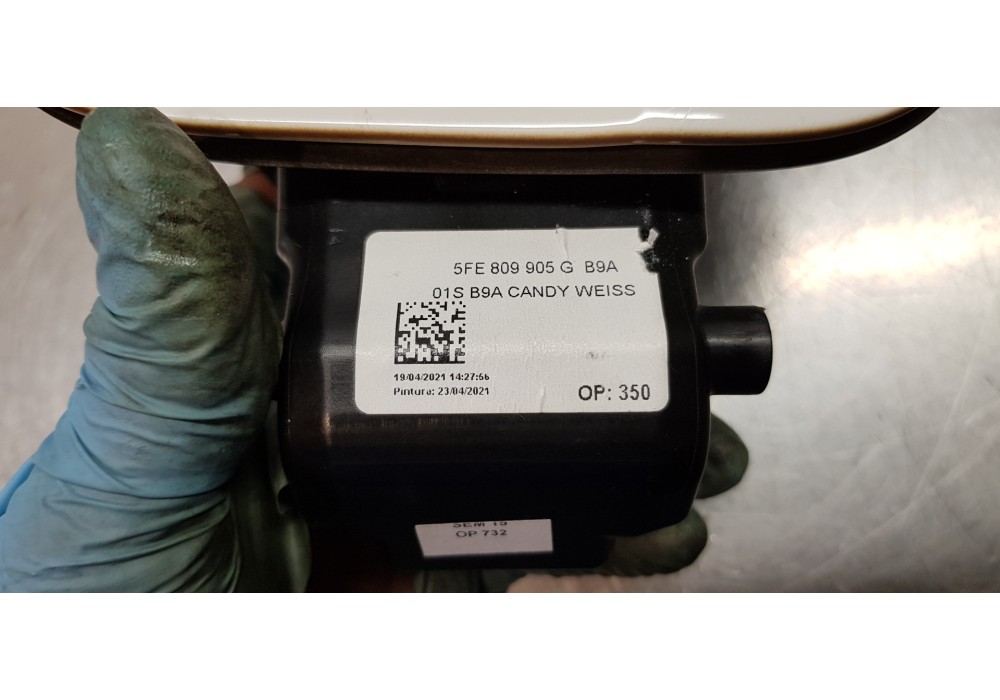 5FE 809 905 G B9A
01S B9A CANDY WEISS
19/04/2021 14:27:56
Pintura: 23/04/2021
OP: 350
SEM 19
OP 732